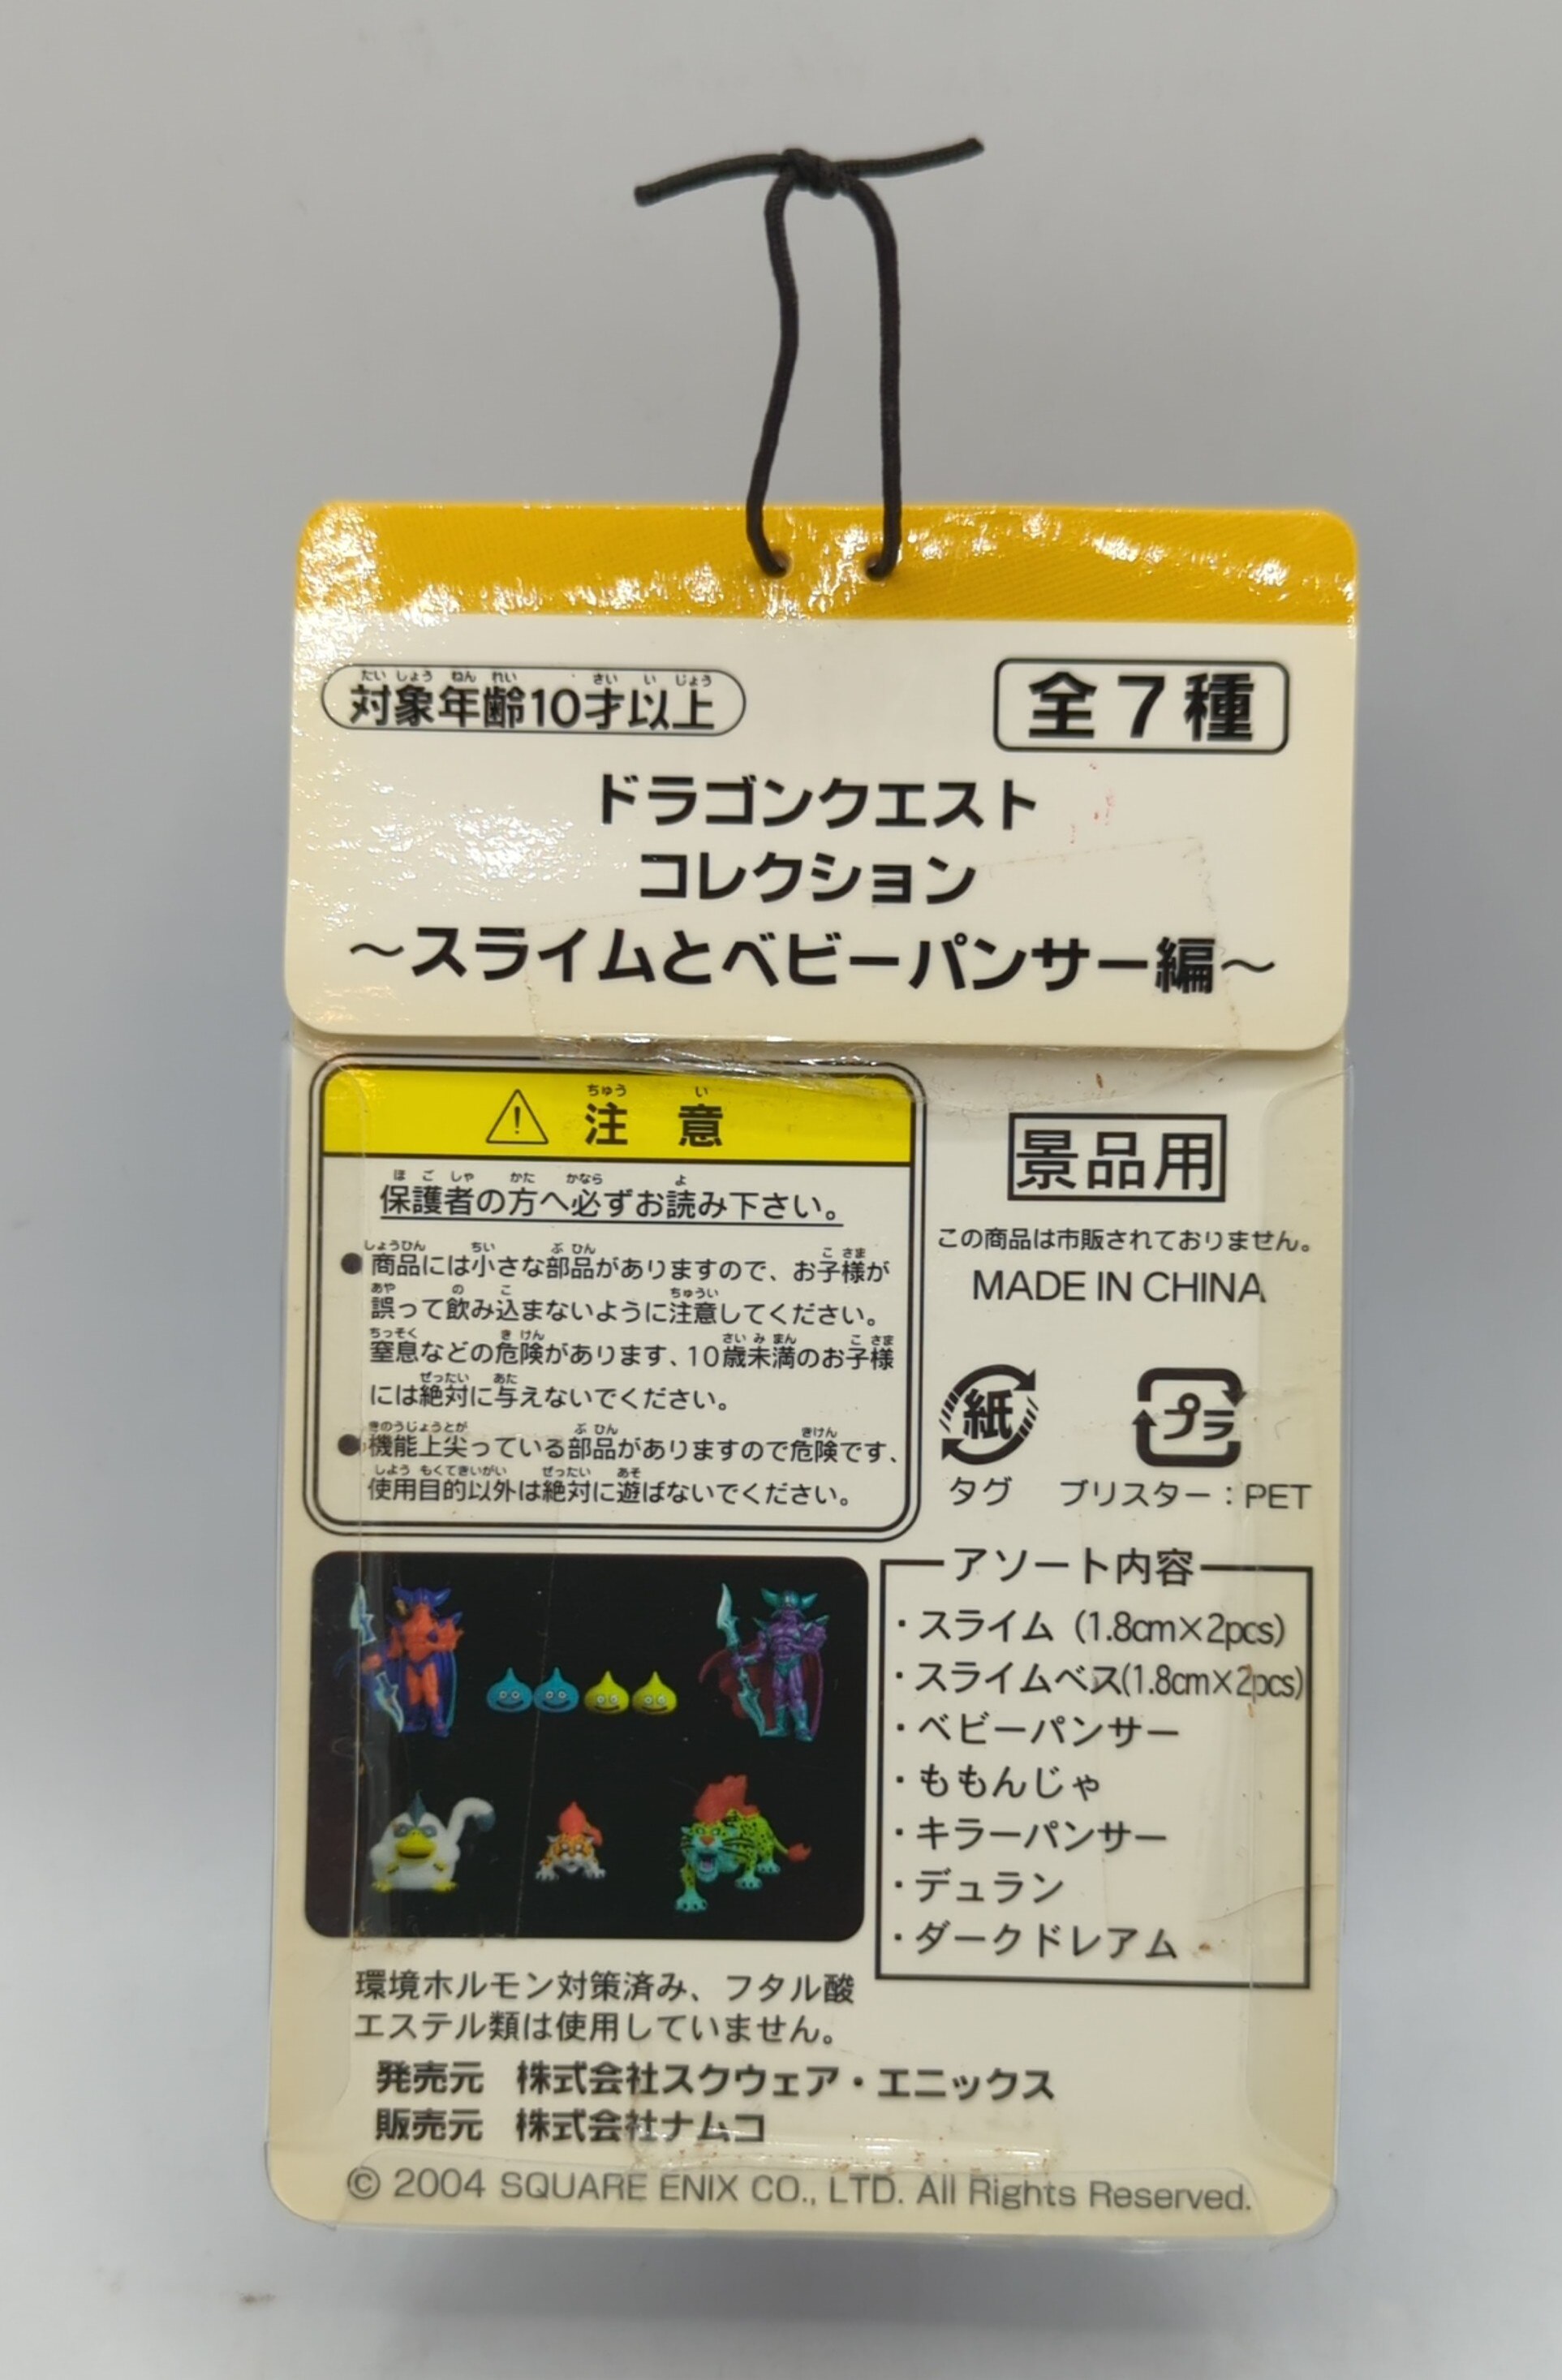 対象年齢10才以上
全7種
ドラゴンクエスト
コレクション
〜スライムとベビーパンサー編〜
注意
保護者の方へ必ずお読み下さい。
●商品には小さな部品がありますので、お子様が
誤って飲み込まないように注意してください。
窒息などの危険があります、10歳未満のお子様
には絶対に与えないでください。
●機能上尖っている部品がありますので危険です、
使用目的以外は絶対に遊ばないでください。
景品用
この商品は市販されておりません。
MADE IN CHINA
紙
タグ
プラ
ブリスター：PET
アソート内容
・スライム（1.8cm×2pcs）
・スライムベス(1.8cm×2pcs)
・ベビーパンサー
・ももんじゃ
・キラーパンサー
・デュラン
・ダークドレアム
環境ホルモン対策済み、フタル酸
エステル類は使用していません。
発売元 株式会社スクウェア・エニックス
販売元 株式会社ナムコ
© 2004 SQUARE ENIX CO., LTD. All Rights Reserved.